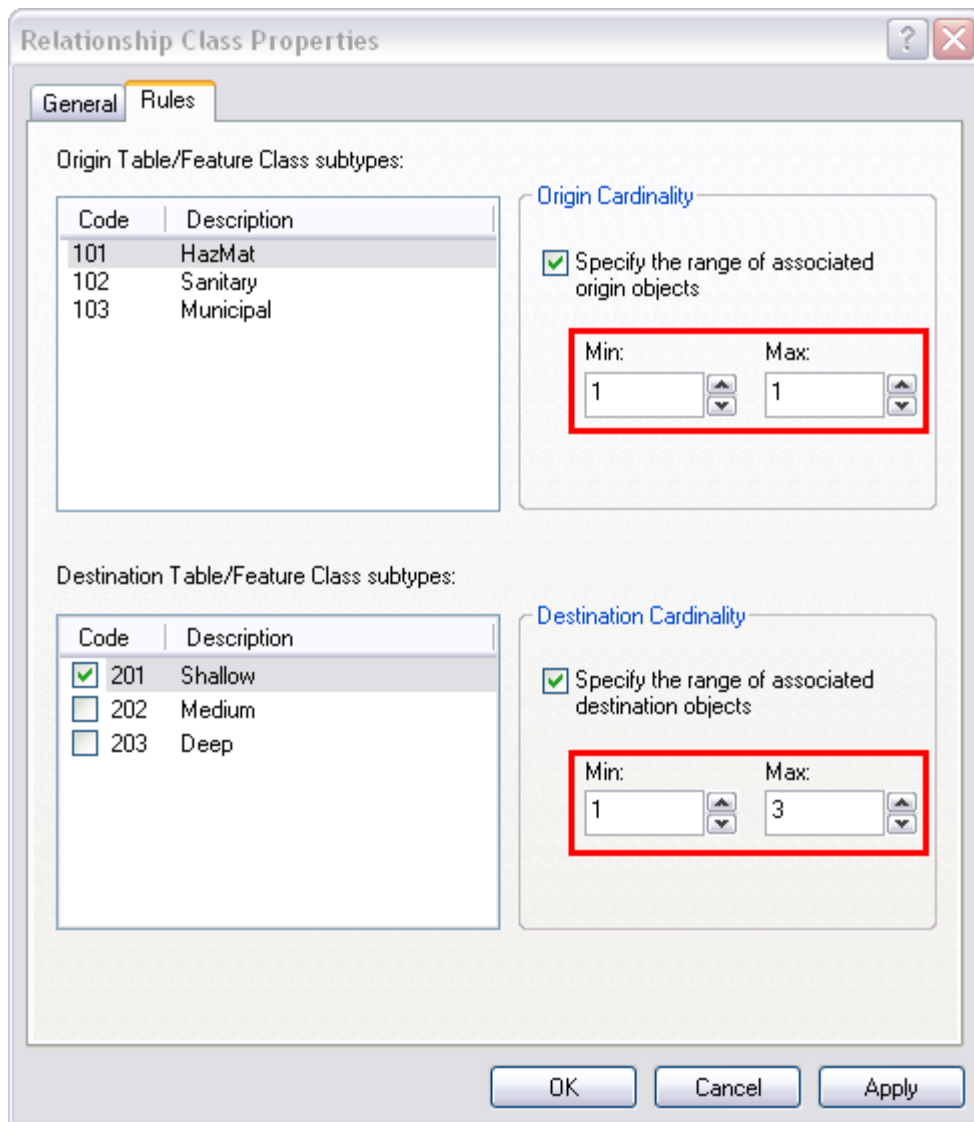 Relationship Class Properties
General Rules
Origin Table/Feature Class subtypes:
Code Description
101 HazMat
102 Sanitary
103 Municipal
Origin Cardinality
Specify the range of associated
origin objects
Min: Max:
1 1
Destination Table/Feature Class subtypes:
Code Description
201 Shallow
202 Medium
203 Deep
Destination Cardinality
Specify the range of associated
destination objects
Min: Max:
1 3
OK Cancel Apply